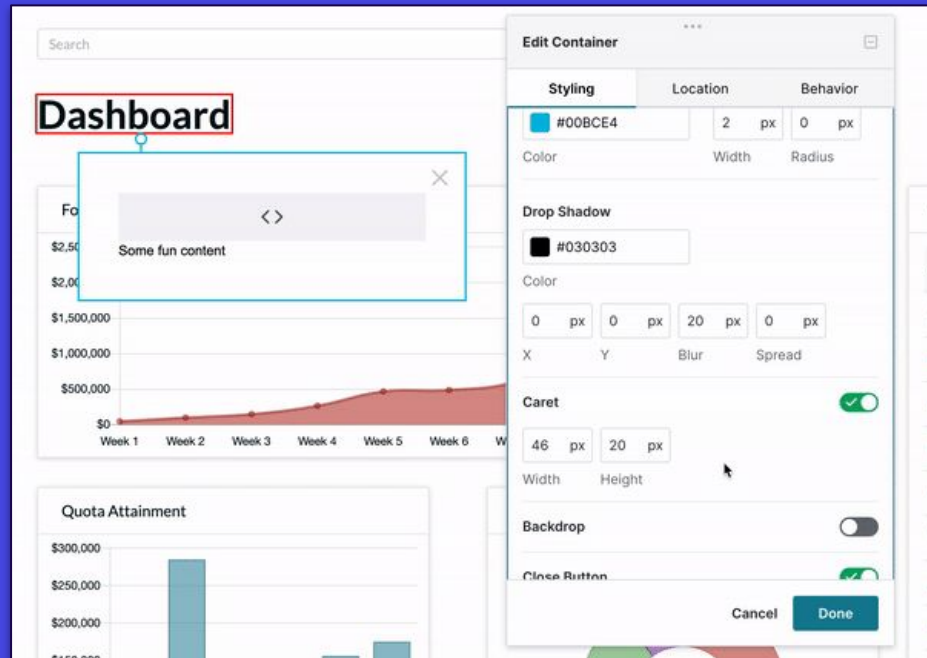 Search
Dashboard
Fo
<>
Some fun content
$2,50
$2,00
$1,500,000
$1,000,000
$500,000
$0
Week 1 Week 2 Week 3 Week 4 Week 5 Week 6 W
Quota Attainment
$300,000
$250,000
$200,000
$150,000
Edit Container
Styling Location Behavior
#00BCE4 2 px 0 px
Color Width Radius
Drop Shadow
#030303
Color
0 px 0 px 20 px 0 px
X Y Blur Spread
Caret
46 px 20 px
Width Height
Backdrop
Close Button
Cancel Done